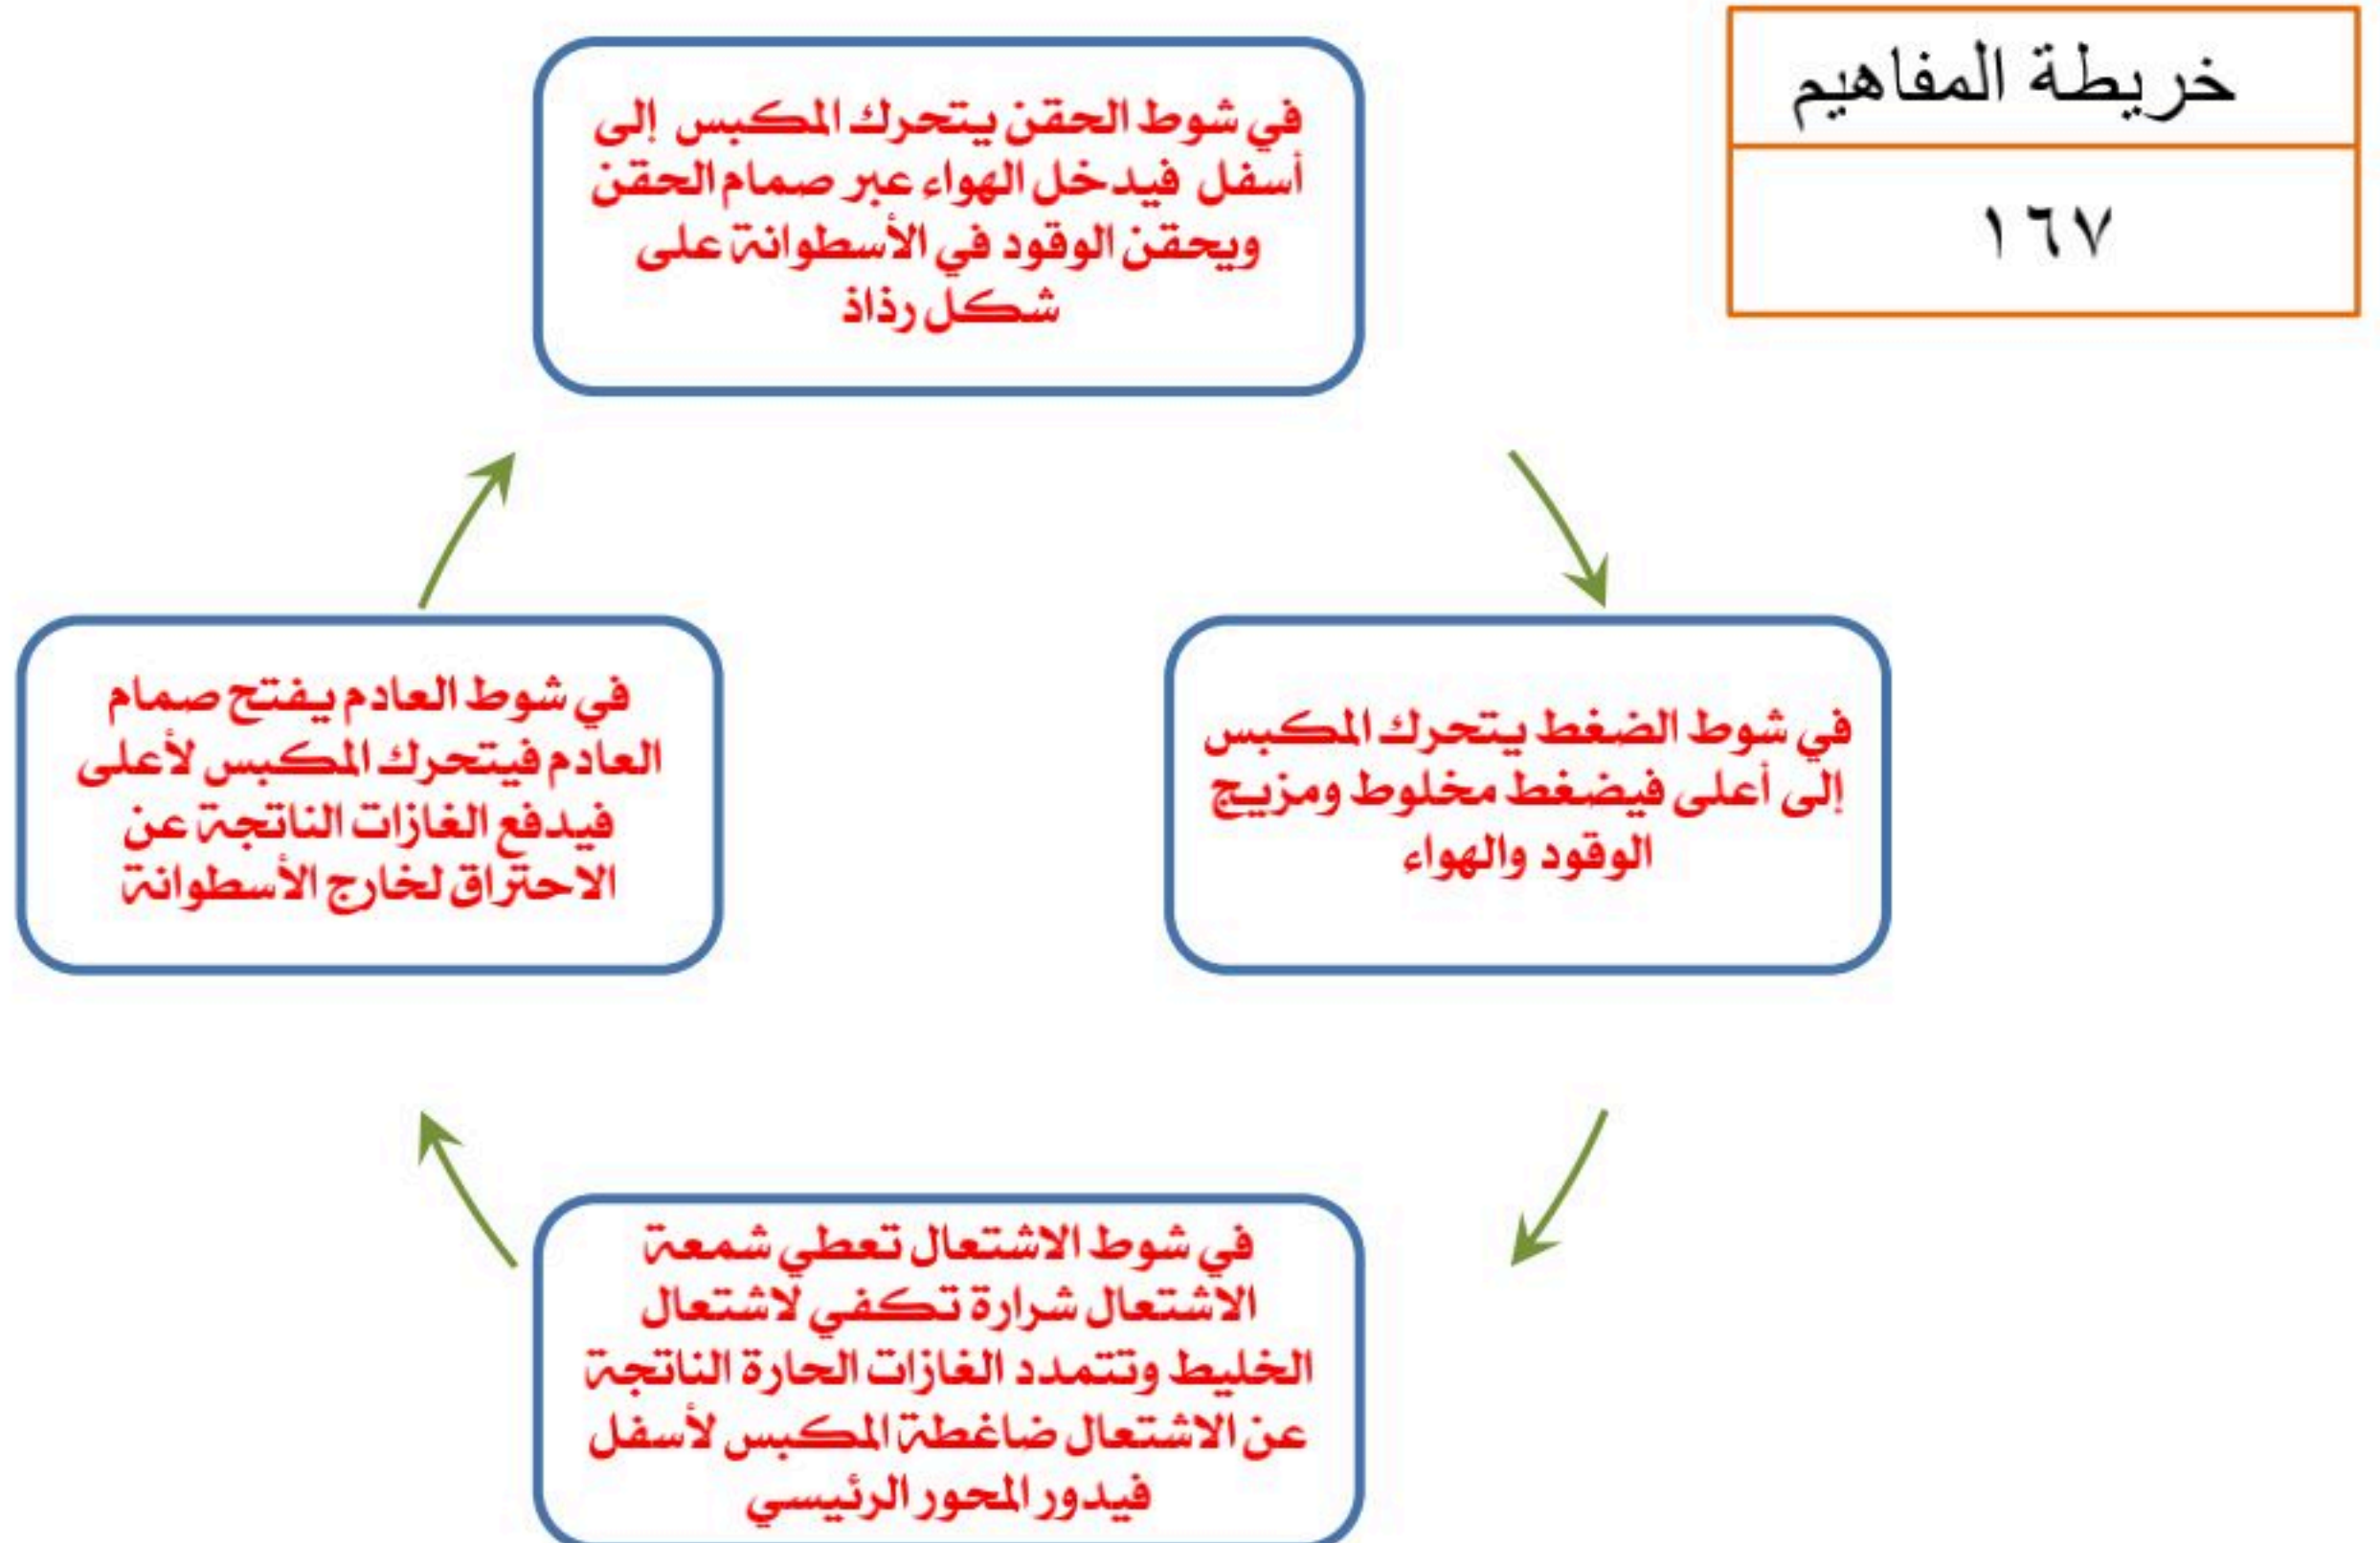 خريطة المفاهيم
١٦٧
في شوط الحقن يتحرك المكبس إلى
أسفل فيدخل الهواء عبر صمام الحقن
ويحقن الوقود في الأسطوانة على
شكل رذاذ
في شوط الضغط يتحرك المكبس
إلى أعلى فيضغط مخلوط ومزيج
الوقود والهواء
في شوط الاشتعال تعطي شمعة
الاشتعال شرارة تكفي لاشتعال
الخليط وتتمدد الغازات الحارة الناتجة
عن الاشتعال ضاغطة المكبس لأسفل
فيدور المحور الرئيسي
في شوط العادم يفتح صمام
العادم فيتحرك المكبس لأعلى
فيدفع الغازات الناتجة عن
الاحتراق لخارج الأسطوانة